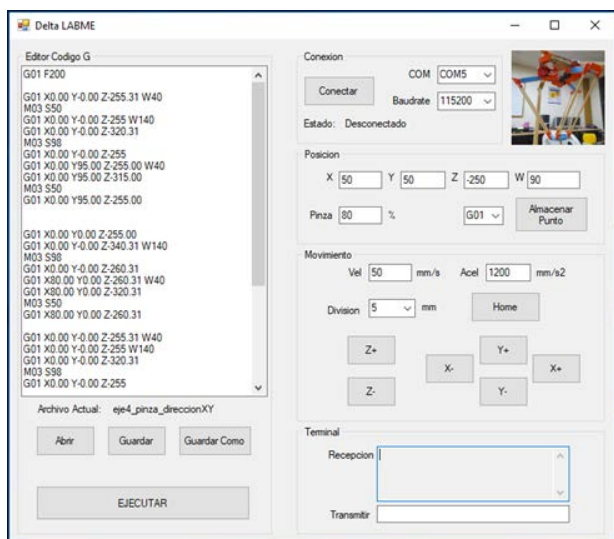 Delta LABME
Editor Codigo G
G01 F200
G01 X0.00 Y-0.00 Z-255.31 W40
M03 S50
G01 X0.00 Y-0.00 Z-255 W140
G01 X0.00 Y-0.00 Z-320.31
M03 S98
G01 X0.00 Y-0.00 Z-255
G01 X0.00 Y95.00 Z-255.00 W40
G01 X0.00 Y95.00 Z-315.00
M03 S50
G01 X0.00 Y95.00 Z-255.00
G01 X0.00 Y0.00 Z-255.00
G01 X0.00 Y-0.00 Z-340.31 W140
M03 S98
G01 X0.00 Y-0.00 Z-260.31
G01 X80.00 Y0.00 Z-260.31 W40
G01 X80.00 Y0.00 Z-320.31
M03 S50
G01 X80.00 Y0.00 Z-260.31
G01 X0.00 Y-0.00 Z-255.31 W40
G01 X0.00 Y-0.00 Z-255 W140
G01 X0.00 Y-0.00 Z-320.31
M03 S98
G01 X0.00 Y-0.00 Z-255
Archivo Actual: eje4_pinza_direccionXY
Abrir Guardar Guardar Como
EJECUTAR
Conexion
Conectar COM COM5
Baudrate 115200
Estado: Desconectado
Posicion
X 50 Y 50 Z -250 W 90
Pinza 80 % G01 Almacenar Punto
Movimiento
Vel 50 mm/s Acel 1200 mm/s2
Division 5 mm Home
Z+ Y+
X- X+
Z- Y-
Terminal
Recepcion
Transmitir